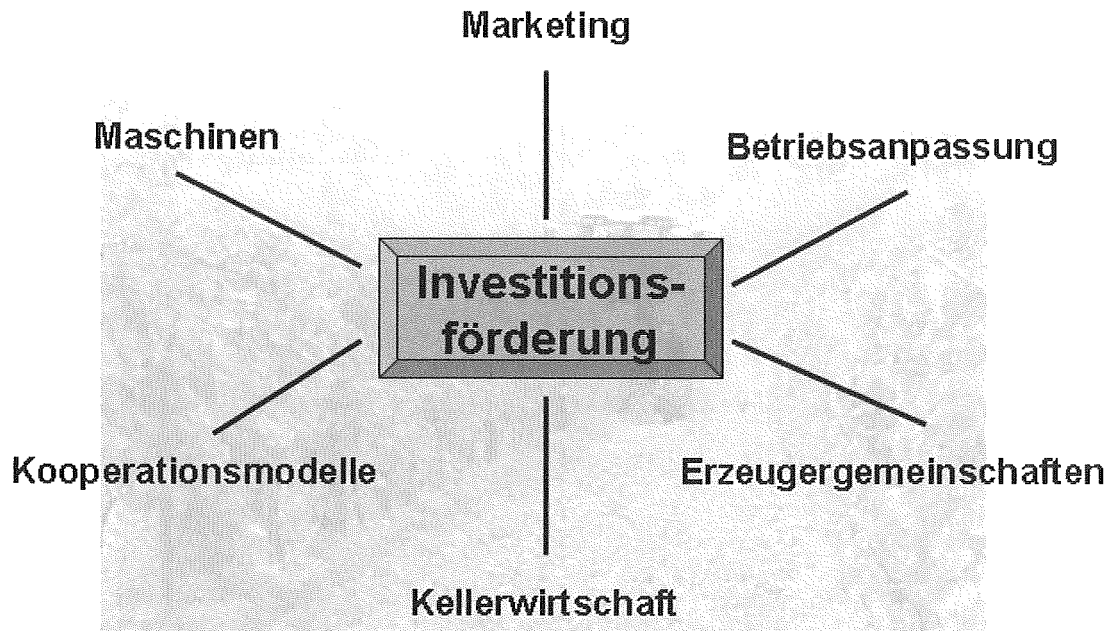 Marketing
Maschinen
Betriebsanpassung
Investitions-
förderung
Kooperationsmodelle
Erzeugergemeinschaften
Kellerwirtschaft